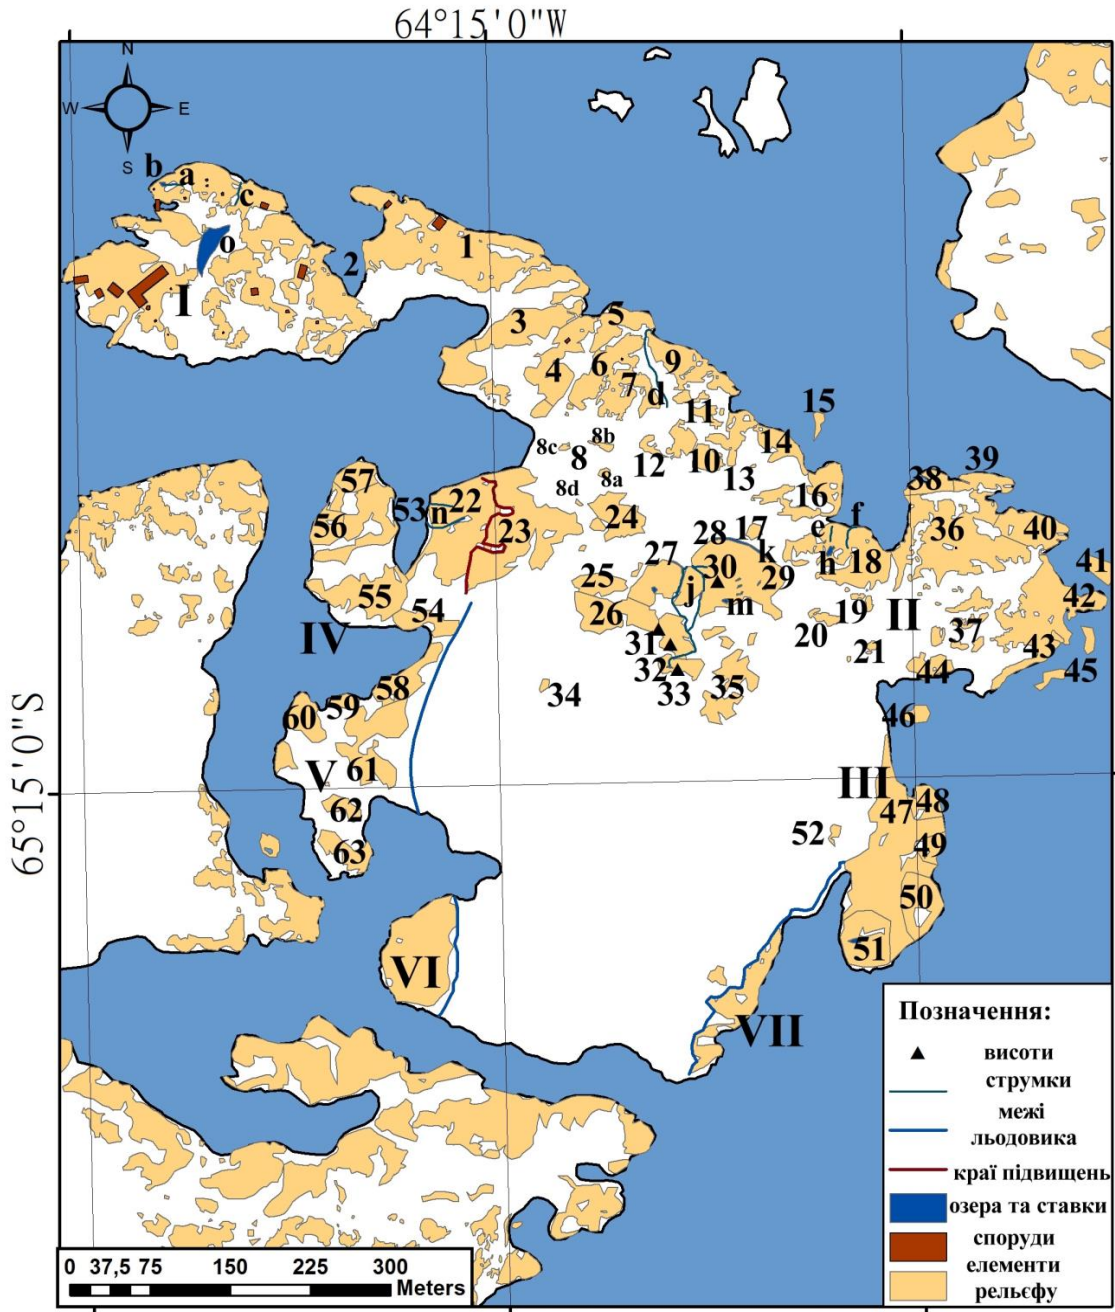 64°15'0"W
N
W E
S
b a
c
o
2
1
I
3 5
4 6 7 9
d
11
15
8b
8c 8 12 10 14
8a
8d 13
57
53 22 n
56 23 24
16
38 39
28 17
e f
36 40
27 30 k
h 18
25 j 29
41
55 26 m
42
54
19 II
37
20
IV
31
21
43
32
33 35
44 45
58
34
59
60
46
V 61
III
65°15'0"S
62
47 48
52
63
49
50
51
VI
VII
Позначення:
висоти
струмки
межі
льодовика
краї підвищень
озера та ставки
споруди
елементи
рельєфу
0 37,5 75 150 225 300
Meters